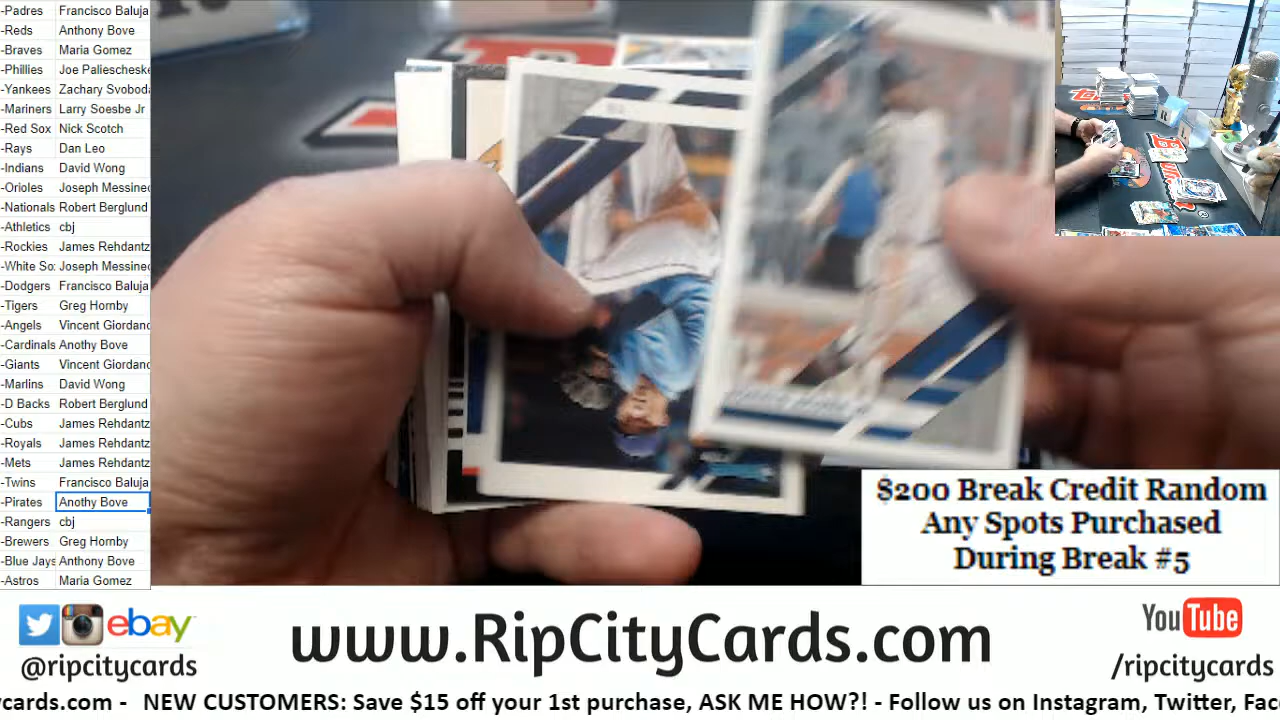 -Padres Francisco Baluja
-Reds Anthony Bove
-Braves Maria Gomez
-Phillies Joe Paliescheske
-Yankees Zachary Svoboda
-Mariners Larry Soesbe Jr
-Red Sox Nick Scotch
-Rays Dan Leo
-Indians David Wong
-Orioles Joseph Messineo
-Nationals Robert Berglund
-Athletics cbj
-Rockies James Rehdantz
-White So: Joseph Messineo
-Dodgers Francisco Baluja
-Tigers Greg Hornby
-Angels Vincent Giordano
-Cardinals Anothy Bove
-Giants Vincent Giordano
-Marlins David Wong
-D Backs Robert Berglund
-Cubs James Rehdantz
-Royals James Rehdantz
-Mets James Rehdantz
-Twins Francisco Baluja
-Pirates Anothy Bove
-Rangers cbj
-Brewers Greg Hornby
-Blue Jays Anthony Bove
-Astros Maria Gomez
$200 Break Credit Random
Any Spots Purchased
During Break #5
ebay
@ripcitycards
www.RipCityCards.com
YouTube
/ripcitycards
cycards.com - NEW CUSTOMERS: Save $15 off your 1st purchase, ASK ME HOW?! - Follow us on Instagram, Twitter, Fac